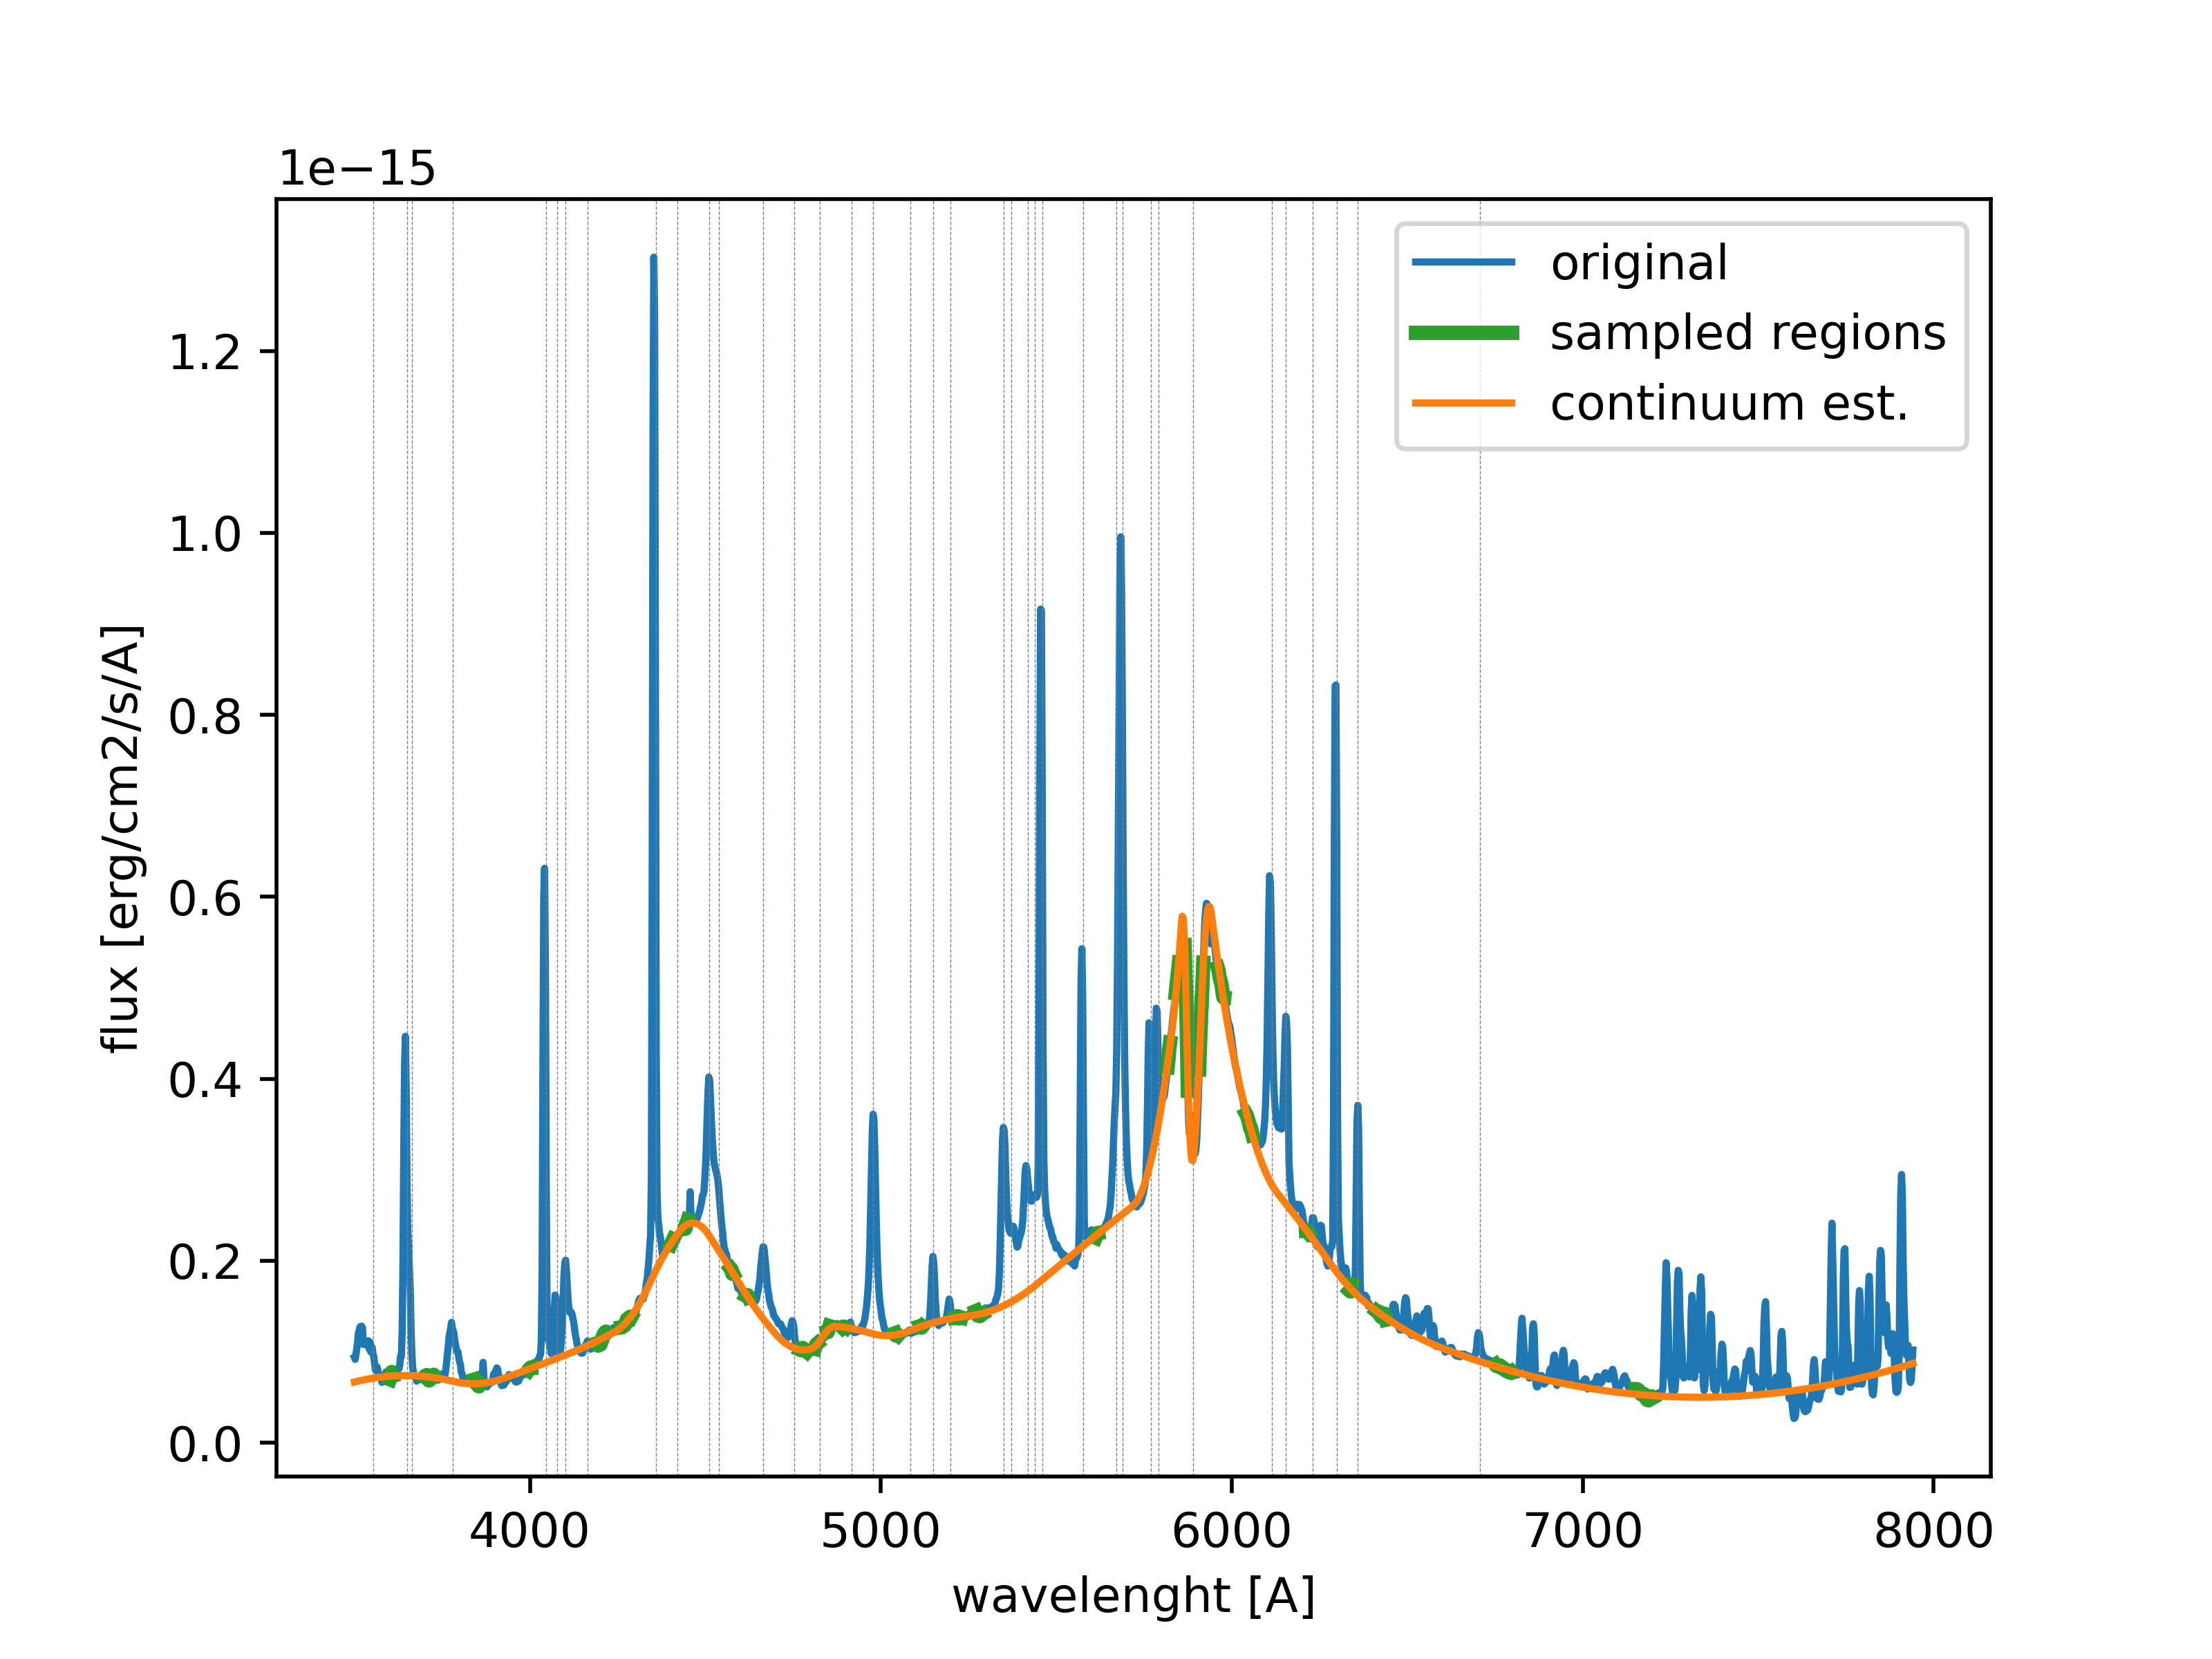 1e−15
original
sampled regions
continuum est.
1.2
1.0
0.8
0.6
0.4
0.2
0.0
flux [erg/cm2/s/A]
4000 5000 6000 7000 8000
wavelenght [A]